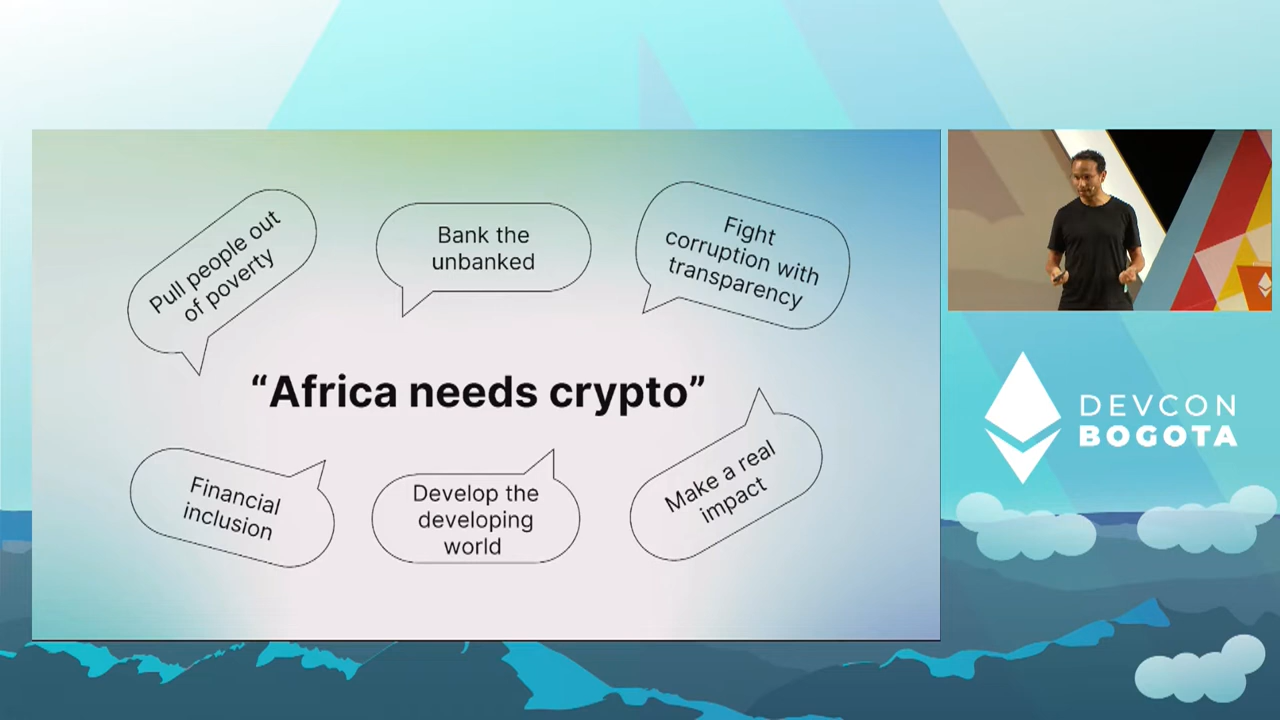 Pull people out
of poverty
Bank the
unbanked
Fight
corruption with
transparency
“Africa needs crypto”
Financial
inclusion
Develop the
developing
world
Make a real
impact
DEVCON
BOGOTA